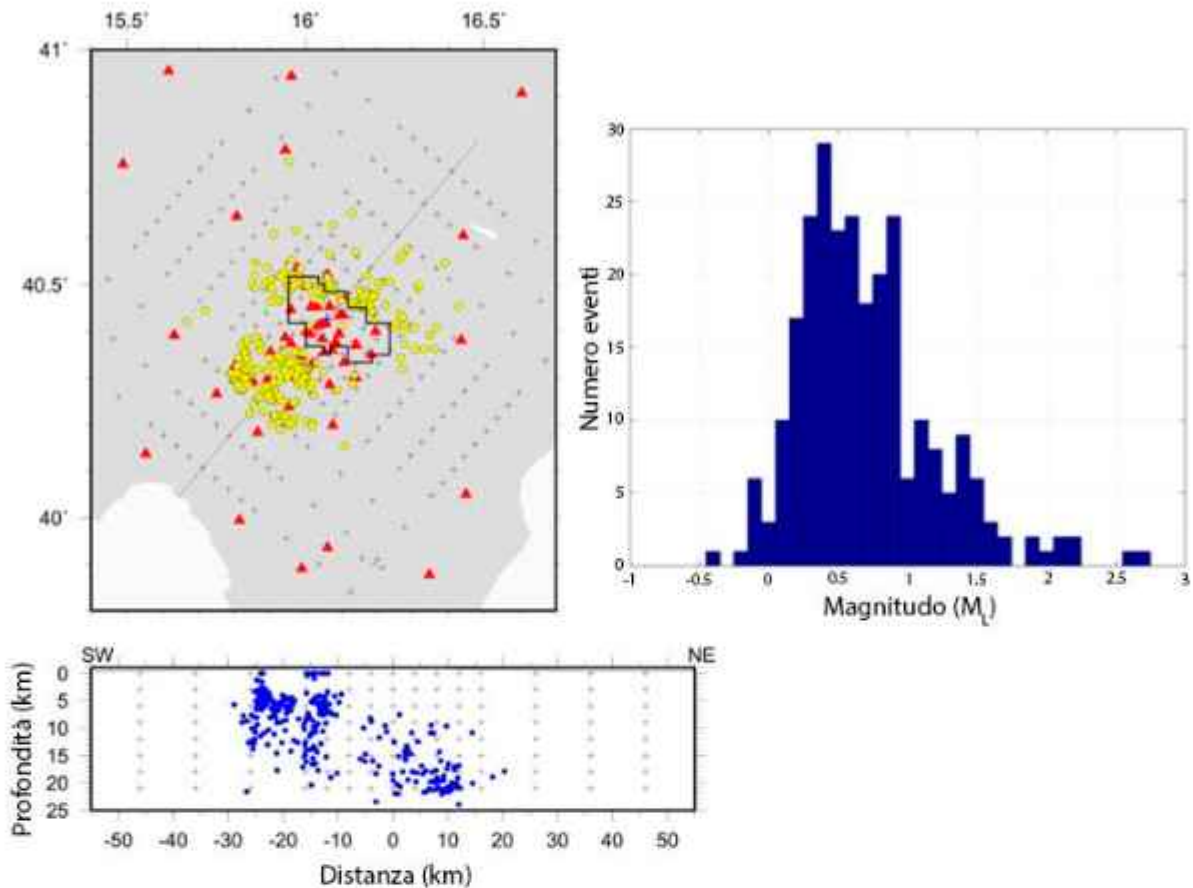 15.5˚ 16˚ 16.5˚
41˚
40.5˚
40˚
Numero eventi
30
25
20
15
10
5
0
-1 -0.5 0 0.5 1 1.5 2 2.5 3
Magnitudo (M_L)
SW NE
Profondità (km)
0
5
10
15
20
25
-50 -40 -30 -20 -10 0 10 20 30 40 50
Distanza (km)